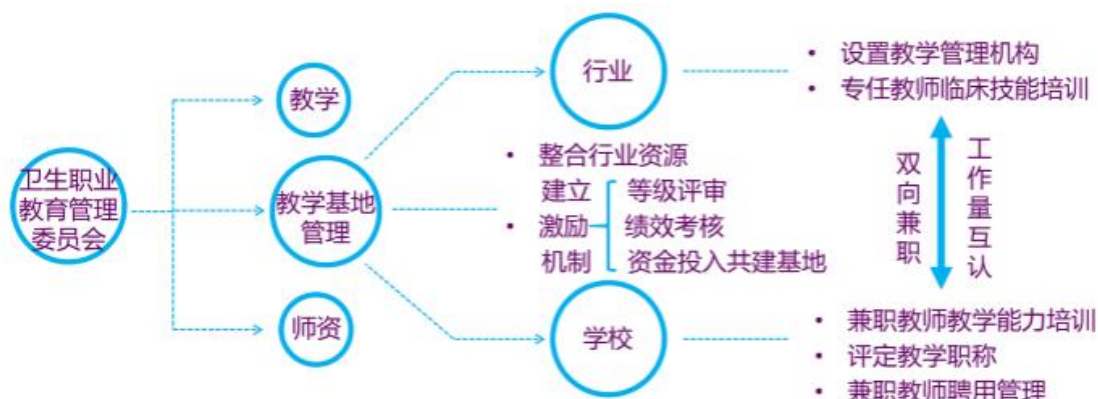 卫生职业
教育管理
委员会
教学
教学基地
管理
师资
行业
• 设置教学管理机构
• 专任教师临床技能培训
• 整合行业资源
建立 等级评审
• 激励 绩效考核
机制 资金投入共建基地
双向兼职
工作量互认
学校
• 兼职教师教学能力培训
• 评定教学职称
• 兼职教师聘用管理